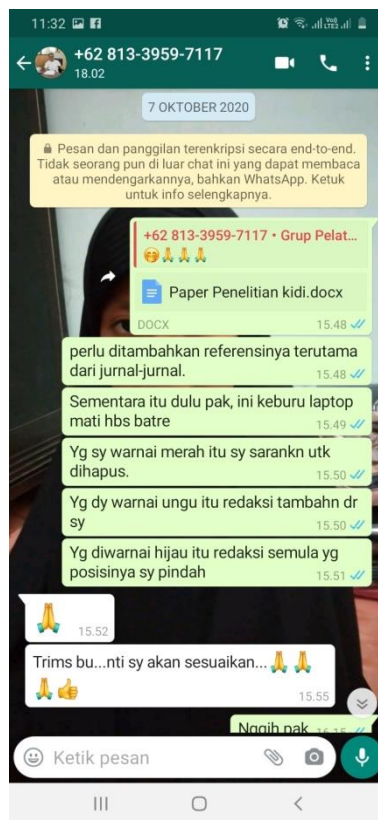 11:32
+62 813-3959-7117
18.02
7 OKTOBER 2020
Pesan dan panggilan terenkripsi secara end-to-end.
Tidak seorang pun di luar chat ini yang dapat membaca
atau mendengarkannya, bahkan WhatsApp. Ketuk
untuk info selengkapnya.
+62 813-3959-7117 • Grup Pelat...
🤭🙏🙏🙏
Paper Penelitian kidi.docx
DOCX 15.48
perlu ditambahkan referensinya terutama
dari jurnal-jurnal. 15.48
Sementara itu dulu pak, ini keburu laptop
mati hbs batre 15.49
Yg sy warnai merah itu sy sarankn utk
dihapus. 15.50
Yg dy warnai ungu itu redaksi tambahn dr
sy 15.50
Yg diwarnai hijau itu redaksi semula yg
posisinya sy pindah 15.51
🙏 15.52
Trims bu...nti sy akan sesuaikan...🙏🙏
🙏👍 15.55
Nggih pak 16.15
Ketik pesan